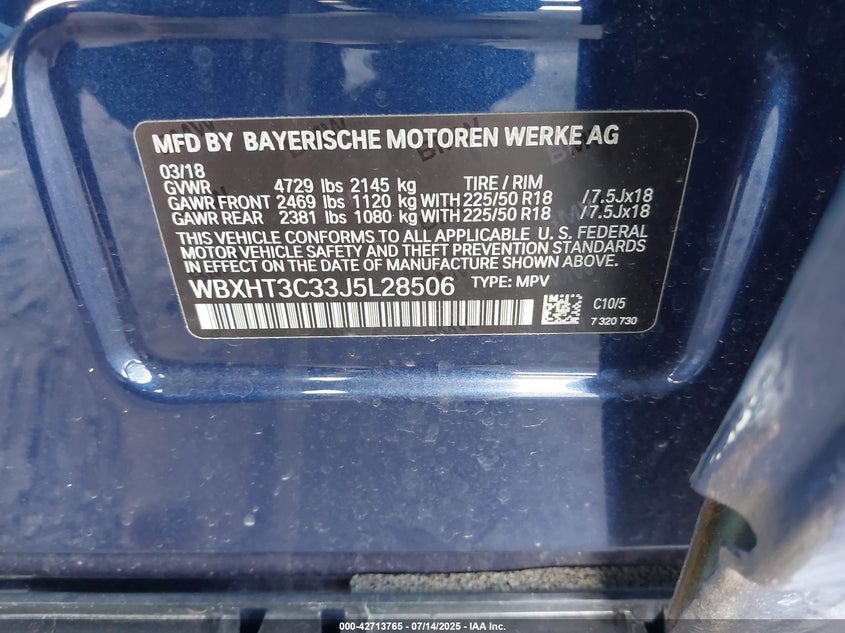 MFD BY BAYERISCHE MOTOREN WERKE AG
03/18
GVWR 4729 lbs 2145 kg TIRE / RIM
GAWR FRONT 2469 lbs 1120 kg WITH 225/50 R18 /7.5Jx18
GAWR REAR 2381 lbs 1080 kg WITH 225/50 R18 /7.5Jx18
THIS VEHICLE CONFORMS TO ALL APPLICABLE U. S. FEDERAL
MOTOR VEHICLE SAFETY AND THEFT PREVENTION STANDARDS
IN EFFECT ON THE DATE OF MANUFACTURE SHOWN ABOVE.
WBXHT3C33J5L28506 TYPE: MPV
C10/5
7 320 730
000-42713765 - 07/14/2025 - IAA Inc.